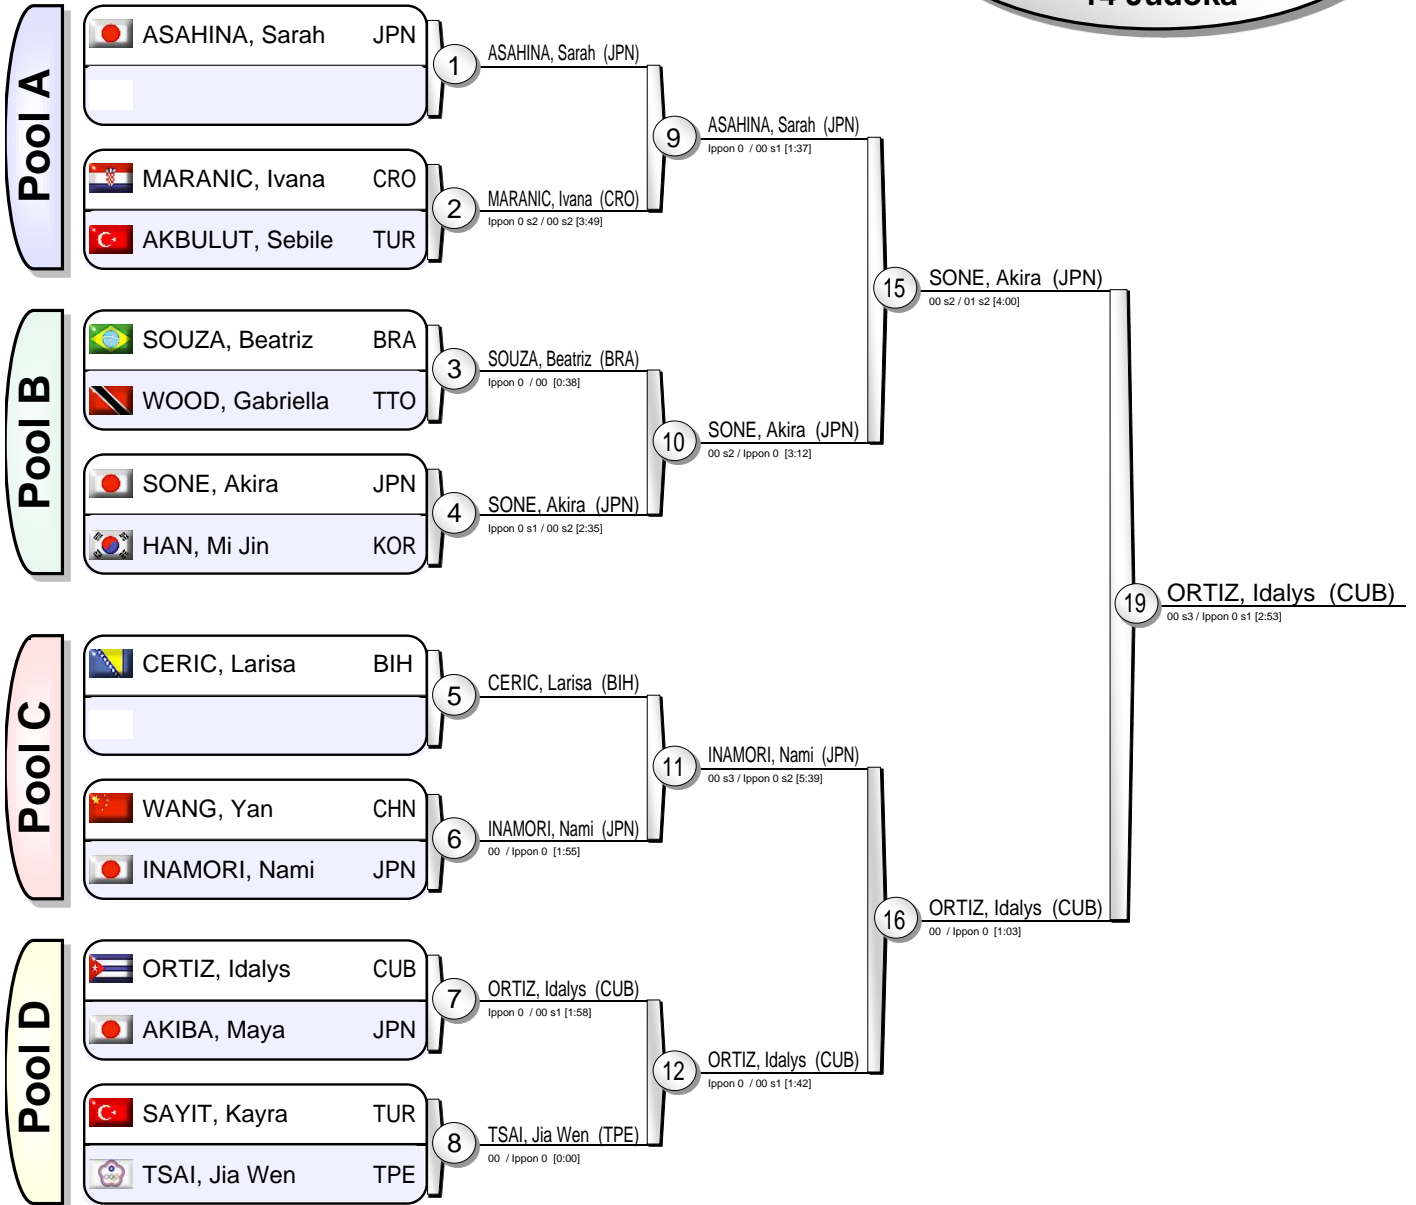 14 Judoka
Pool A
ASAHINA, Sarah JPN
MARANIC, Ivana CRO
AKBULUT, Sebile TUR
Pool B
SOUZA, Beatriz BRA
WOOD, Gabriella TTO
SONE, Akira JPN
HAN, Mi Jin KOR
Pool C
CERIC, Larisa BIH
WANG, Yan CHN
INAMORI, Nami JPN
Pool D
ORTIZ, Idalys CUB
AKIBA, Maya JPN
SAYIT, Kayra TUR
TSAI, Jia Wen TPE
1
ASAHINA, Sarah (JPN)
2
MARANIC, Ivana (CRO)
Ippon 0 s2 / 00 s2 [3:49]
3
SOUZA, Beatriz (BRA)
Ippon 0 / 00 [0:38]
4
SONE, Akira (JPN)
Ippon 0 s1 / 00 s2 [2:35]
5
CERIC, Larisa (BIH)
6
INAMORI, Nami (JPN)
00 / Ippon 0 [1:55]
7
ORTIZ, Idalys (CUB)
Ippon 0 / 00 s1 [1:58]
8
TSAI, Jia Wen (TPE)
00 / Ippon 0 [0:00]
9
ASAHINA, Sarah (JPN)
Ippon 0 / 00 s1 [1:37]
10
SONE, Akira (JPN)
00 s2 / Ippon 0 [3:12]
11
INAMORI, Nami (JPN)
00 s3 / Ippon 0 s2 [5:39]
12
ORTIZ, Idalys (CUB)
Ippon 0 / 00 s1 [1:42]
15
SONE, Akira (JPN)
00 s2 / 01 s2 [4:00]
16
ORTIZ, Idalys (CUB)
00 / Ippon 0 [1:03]
19
ORTIZ, Idalys (CUB)
00 s3 / Ippon 0 s1 [2:53]